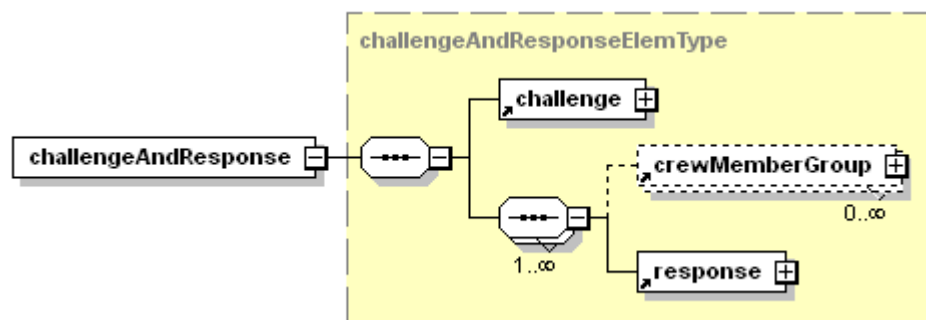 challengeAndResponseElemType
challenge
challengeAndResponse
crewMemberGroup
0..∞
1..∞
response